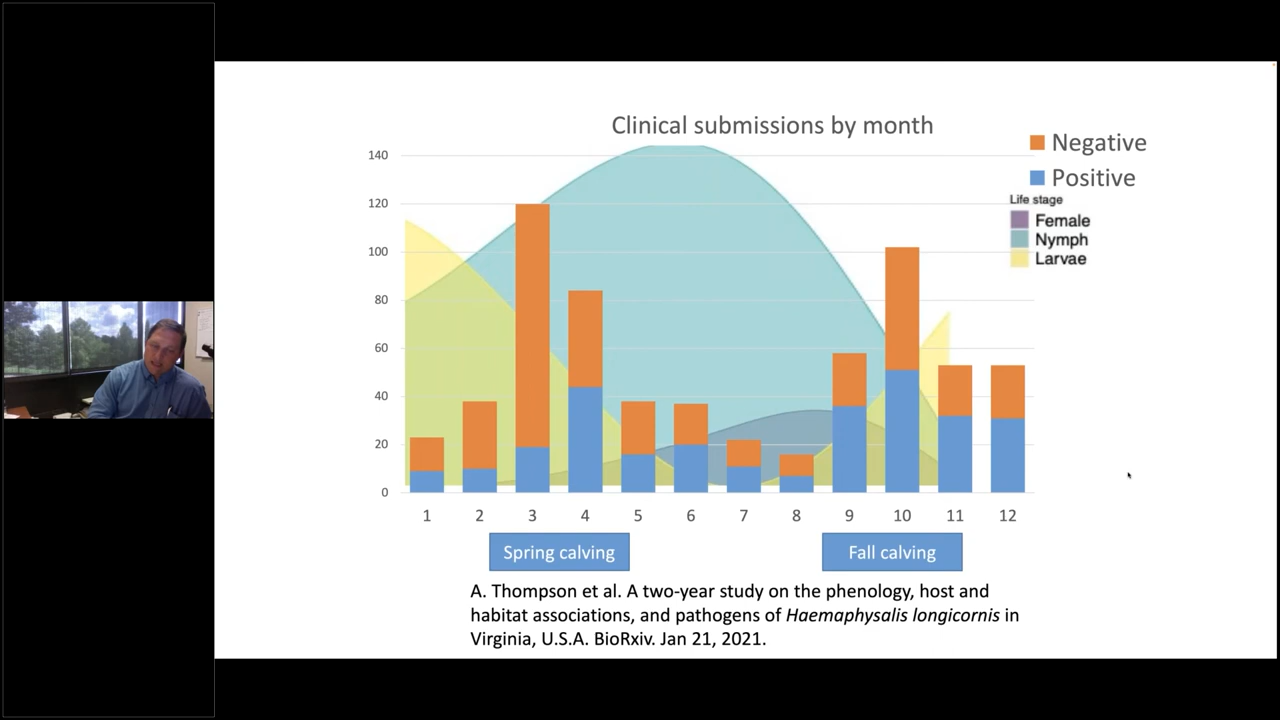 Clinical submissions by month
Negative
Positive
Life stage
Female
Nymph
Larvae
140
120
100
80
60
40
20
0
1 2 3 4 5 6 7 8 9 10 11 12
Spring calving Fall calving
A. Thompson et al. A two-year study on the phenology, host and
habitat associations, and pathogens of Haemaphysalis longicornis in
Virginia, U.S.A. BioRxiv. Jan 21, 2021.